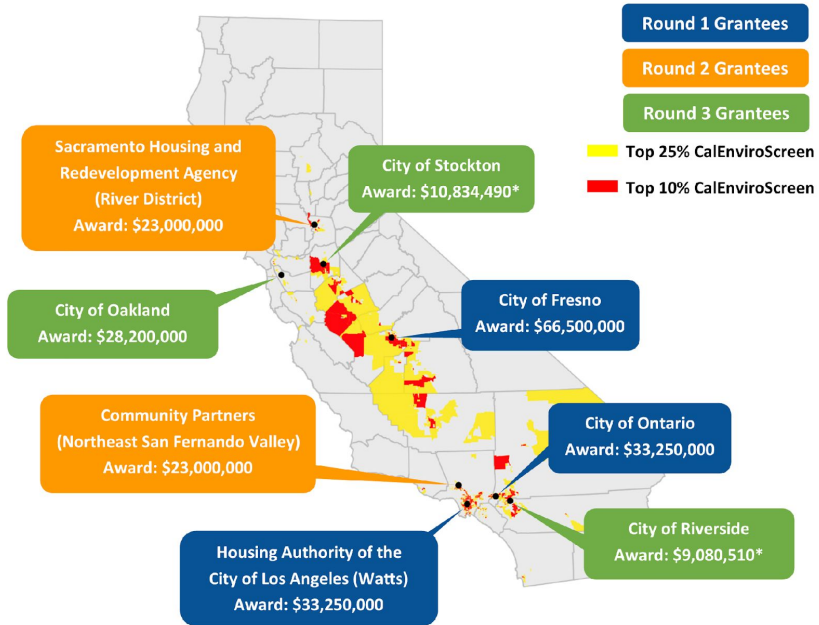 Round 1 Grantees
Round 2 Grantees
Round 3 Grantees
Top 25% CalEnviroScreen
Top 10% CalEnviroScreen
Sacramento Housing and
Redevelopment Agency
(River District)
Award: $23,000,000
City of Stockton
Award: $10,834,490*
City of Oakland
Award: $28,200,000
City of Fresno
Award: $66,500,000
Community Partners
(Northeast San Fernando Valley)
Award: $23,000,000
City of Ontario
Award: $33,250,000
City of Riverside
Award: $9,080,510*
Housing Authority of the
City of Los Angeles (Watts)
Award: $33,250,000